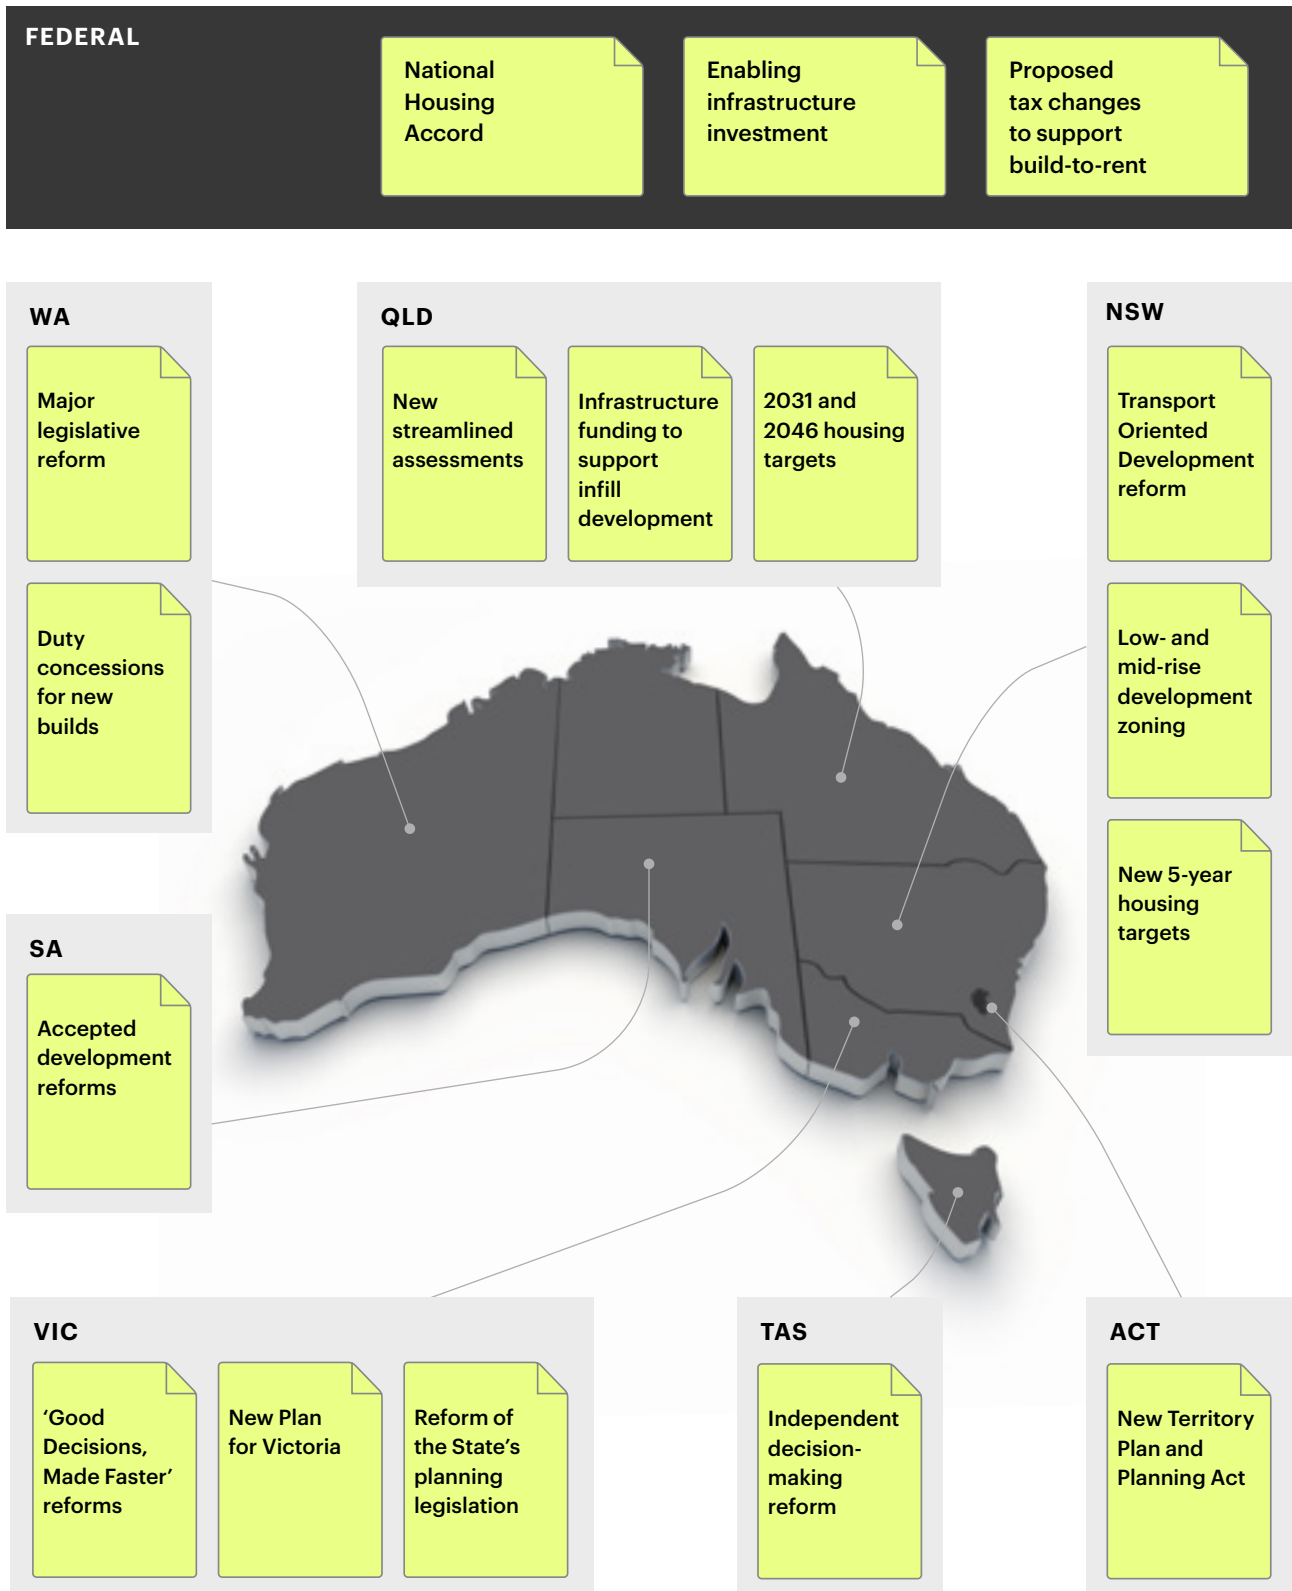 FEDERAL
National
Housing
Accord
Enabling
infrastructure
investment
Proposed
tax changes
to support
build-to-rent
WA
Major
legislative
reform
Duty
concessions
for new
builds
QLD
New
streamlined
assessments
Infrastructure
funding to
support
infill
development
2031 and
2046 housing
targets
NSW
Transport
Oriented
Development
reform
Low- and
mid-rise
development
zoning
New 5-year
housing
targets
SA
Accepted
development
reforms
VIC
‘Good
Decisions,
Made Faster’
reforms
New Plan
for Victoria
Reform of
the State’s
planning
legislation
TAS
Independent
decision-
making
reform
ACT
New Territory
Plan and
Planning Act